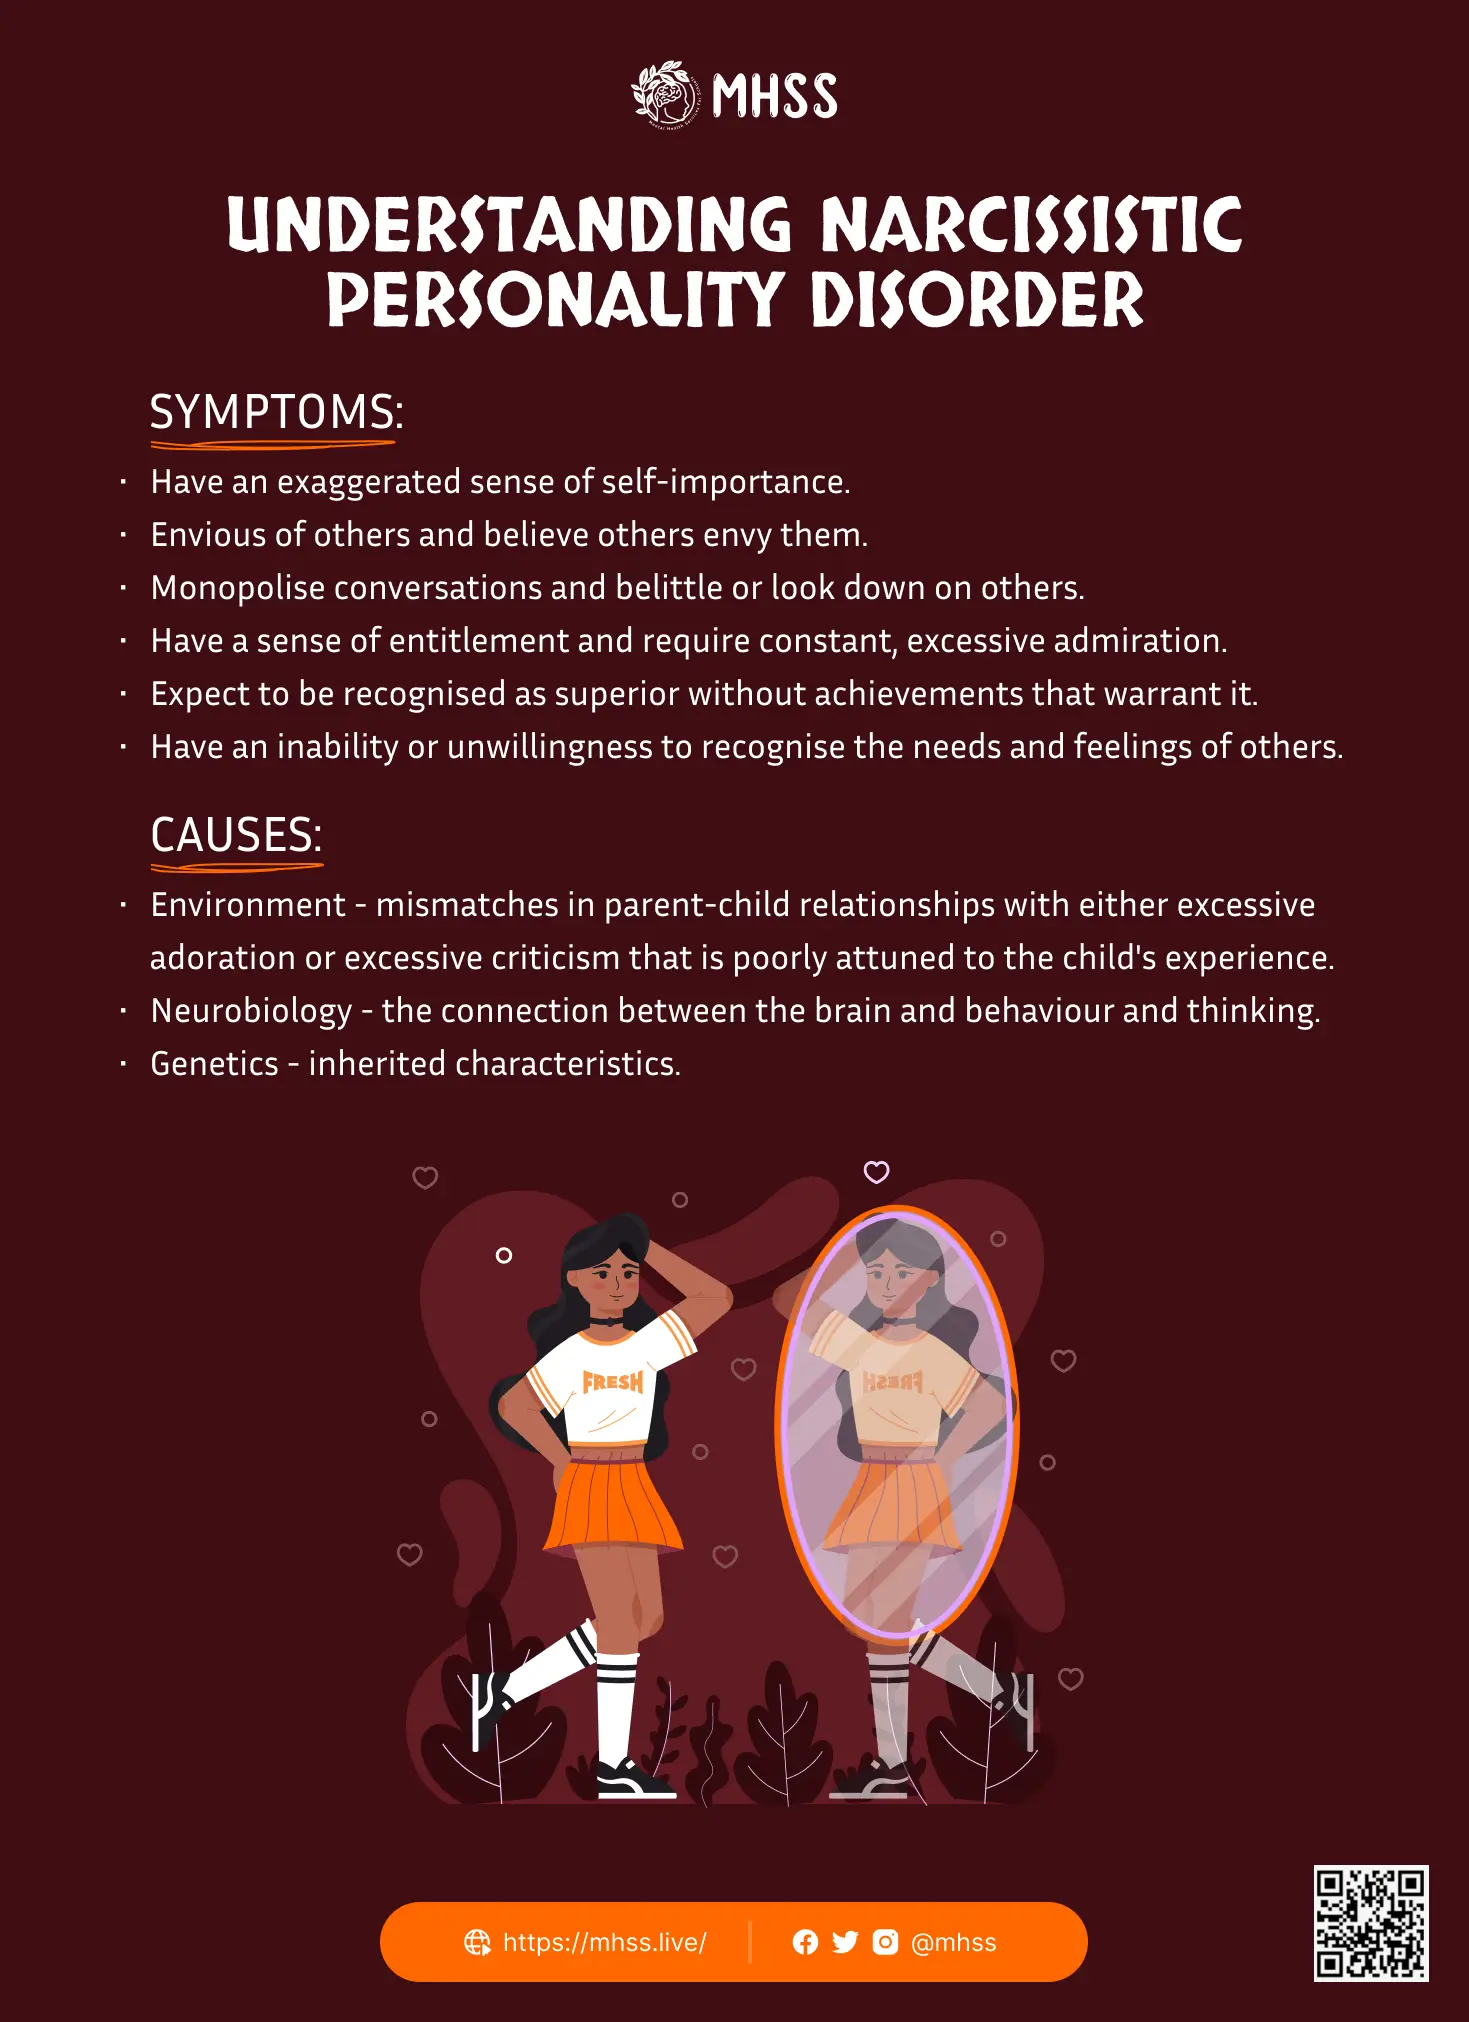 MHSS
UNDERSTANDING NARCISSISTIC
PERSONALITY DISORDER
SYMPTOMS:
· Have an exaggerated sense of self-importance.
· Envious of others and believe others envy them.
· Monopolise conversations and belittle or look down on others.
· Have a sense of entitlement and require constant, excessive admiration.
· Expect to be recognised as superior without achievements that warrant it.
· Have an inability or unwillingness to recognise the needs and feelings of others.
CAUSES:
· Environment - mismatches in parent-child relationships with either excessive
adoration or excessive criticism that is poorly attuned to the child's experience.
· Neurobiology - the connection between the brain and behaviour and thinking.
· Genetics - inherited characteristics.
FRESH
FRESH
https://mhss.live/
@mhss